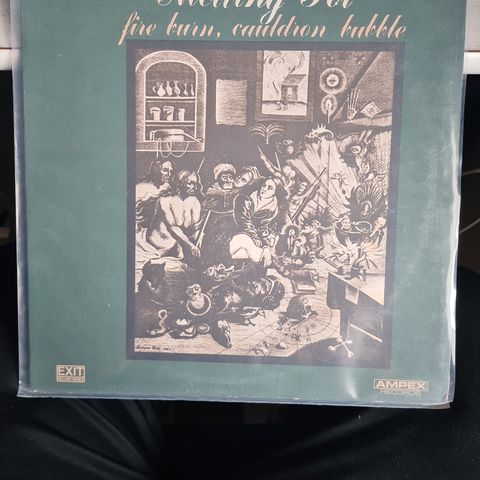 Melting Pot
fire burn, cauldron bubble
EXIT
AMPEX
RECORDS